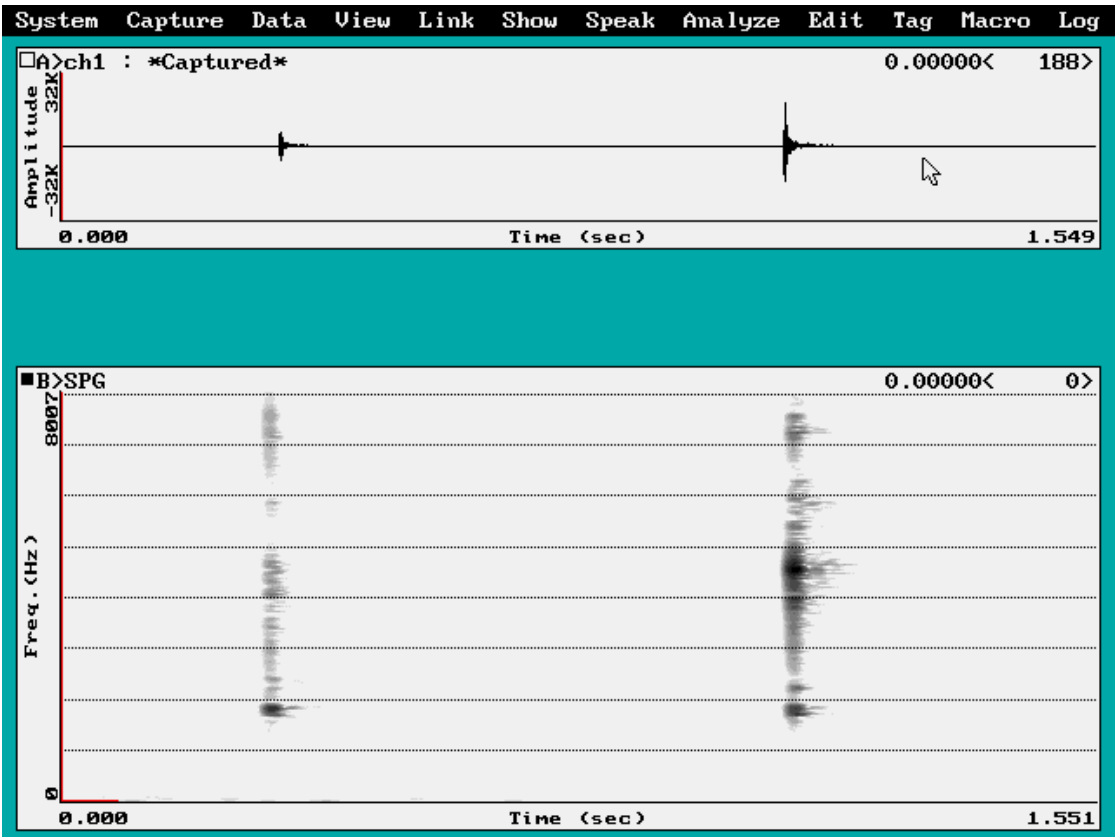 System Capture Data View Link Show Speak Analyze Edit Tag Macro Log
A>ch1 : *Captured* 0.00000< 188>
Amplitude
-32K 32K
0.000 Time (sec) 1.549
B>SPG 0.00000< 0>
8007
Freq.(Hz)
0
0.000 Time (sec) 1.551